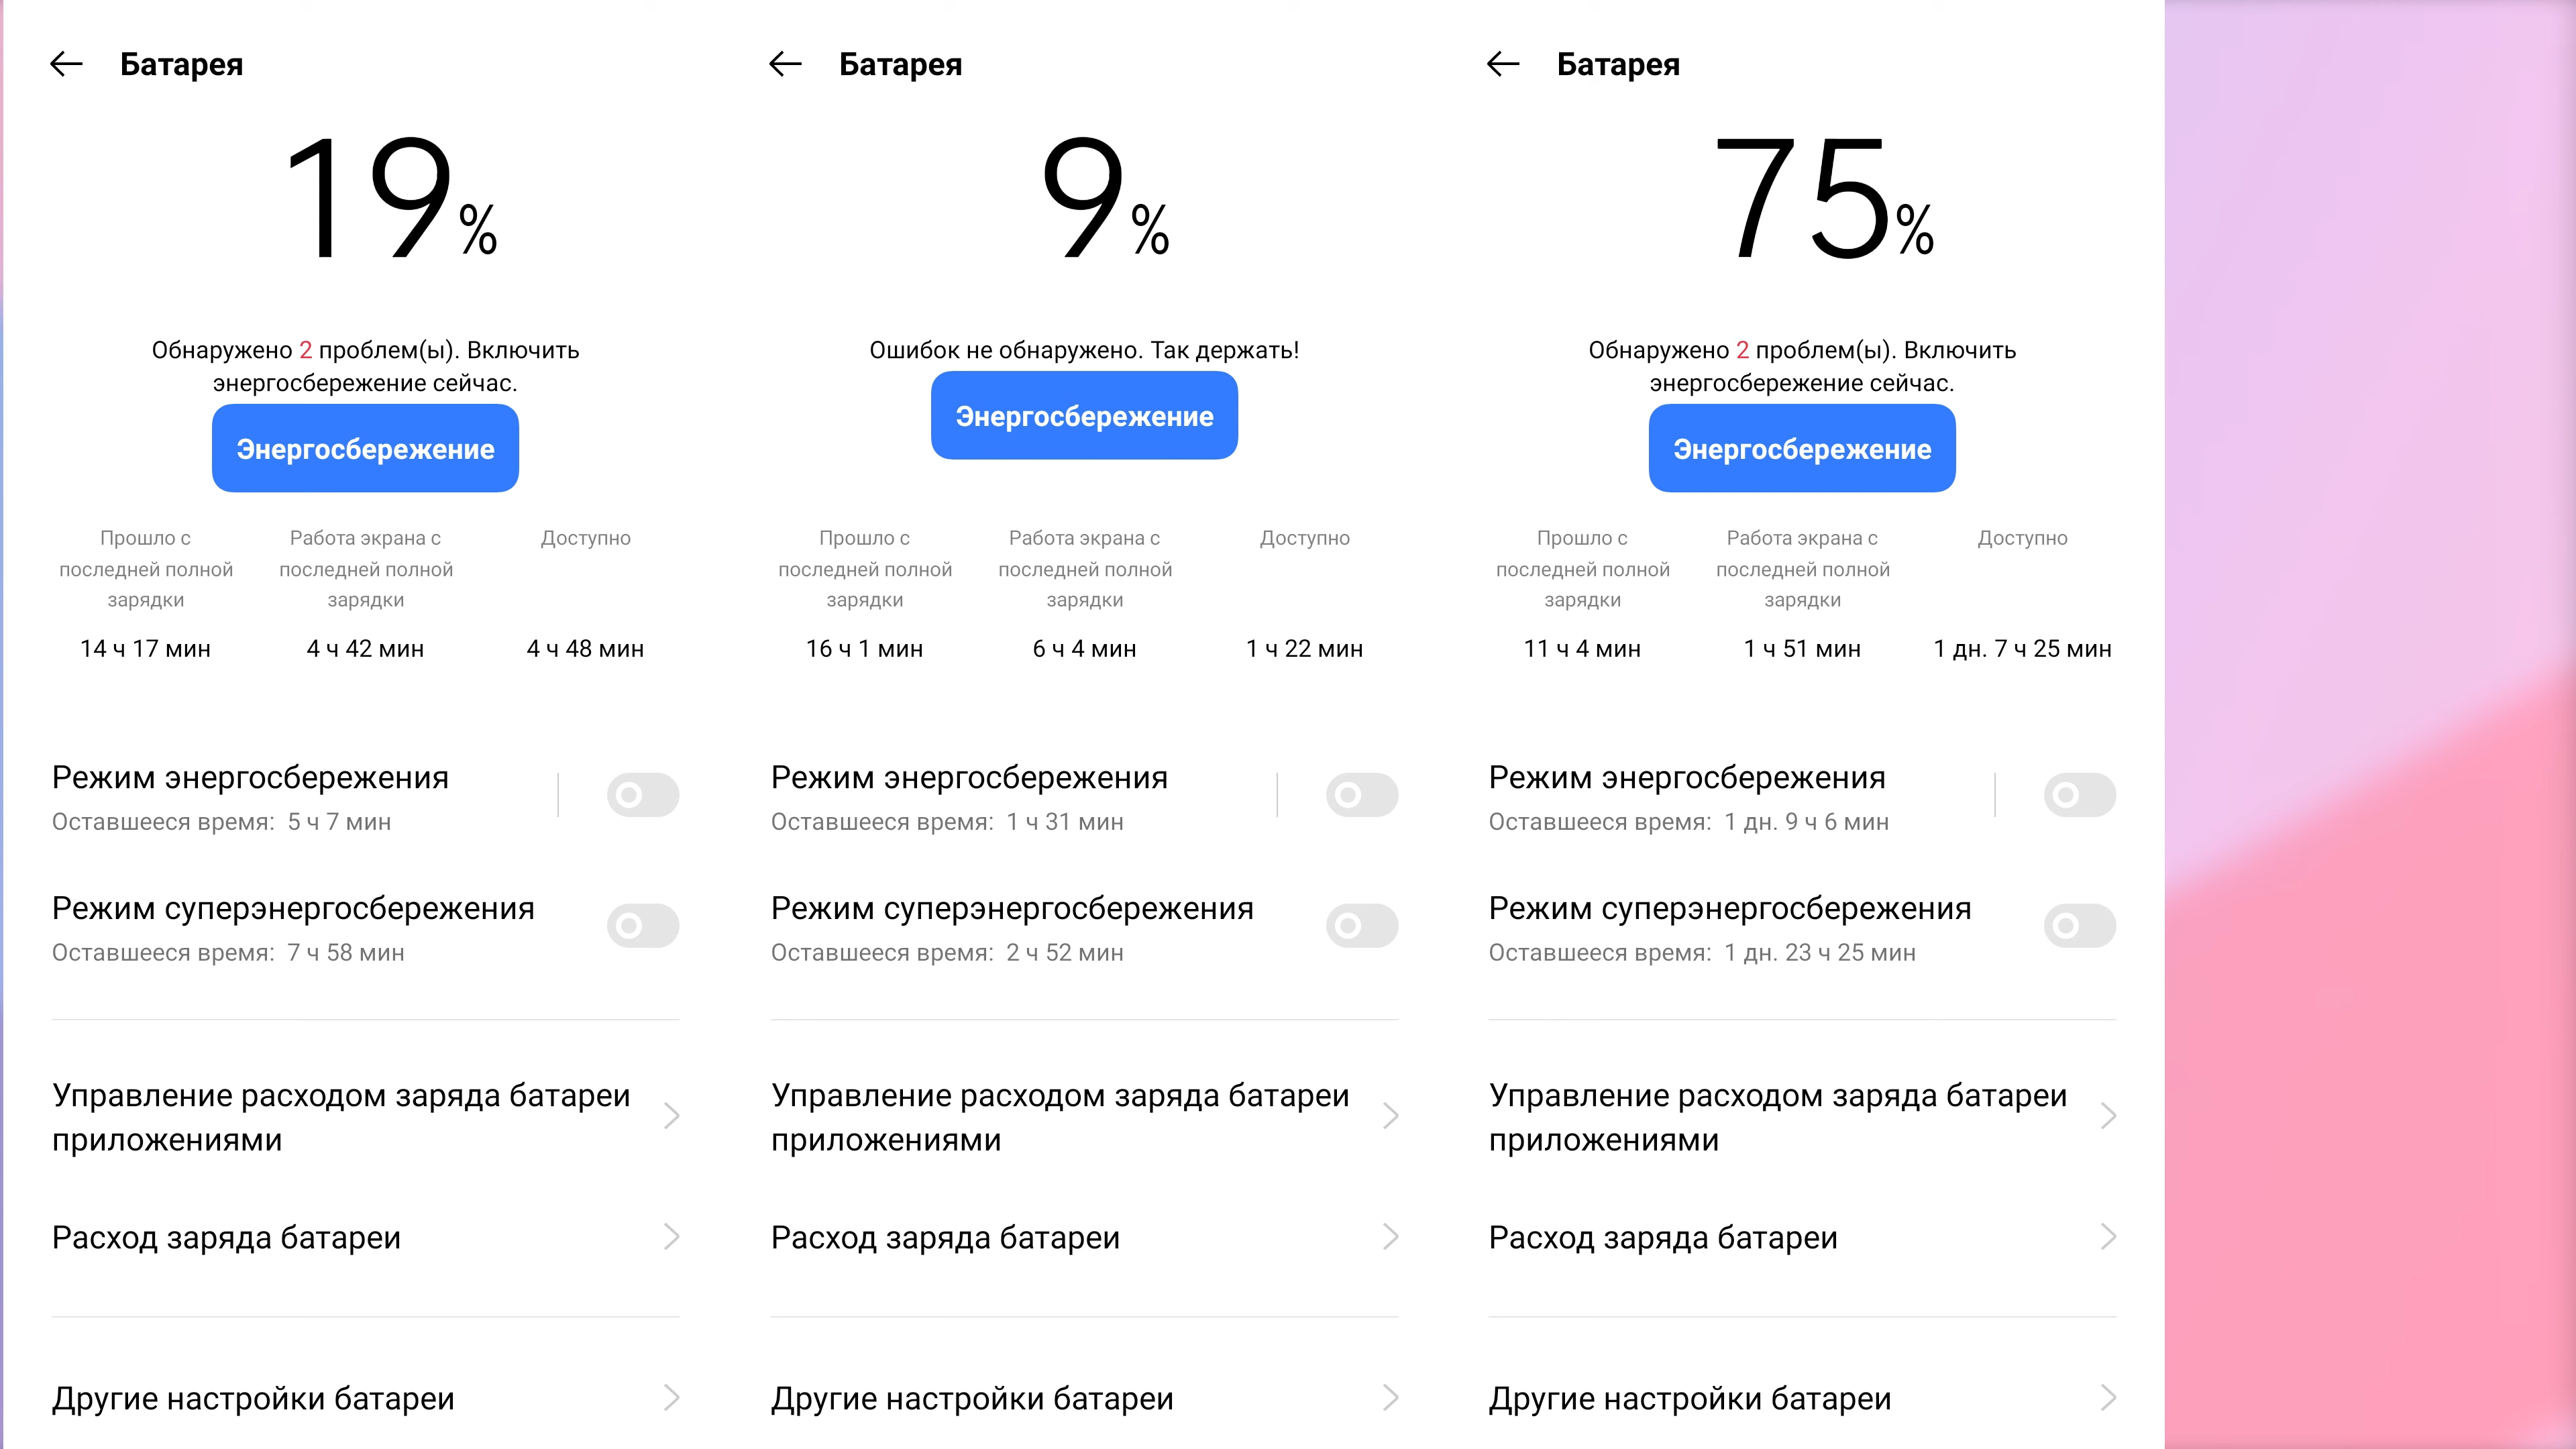 Батарея
19%
Обнаружено 2 проблем(ы). Включить
энергосбережение сейчас.
Энергосбережение
Прошло с
последней полной
зарядки
14 ч 17 мин
Работа экрана с
последней полной
зарядки
4 ч 42 мин
Доступно
4 ч 48 мин
Режим энергосбережения
Оставшееся время: 5 ч 7 мин
Режим суперэнергосбережения
Оставшееся время: 7 ч 58 мин
Управление расходом заряда батареи
приложениями
Расход заряда батареи
Другие настройки батареи
Батарея
9%
Ошибок не обнаружено. Так держать!
Энергосбережение
Прошло с
последней полной
зарядки
16 ч 1 мин
Работа экрана с
последней полной
зарядки
6 ч 4 мин
Доступно
1 ч 22 мин
Режим энергосбережения
Оставшееся время: 1 ч 31 мин
Режим суперэнергосбережения
Оставшееся время: 2 ч 52 мин
Управление расходом заряда батареи
приложениями
Расход заряда батареи
Другие настройки батареи
Батарея
75%
Обнаружено 2 проблем(ы). Включить
энергосбережение сейчас.
Энергосбережение
Прошло с
последней полной
зарядки
11 ч 4 мин
Работа экрана с
последней полной
зарядки
1 ч 51 мин
Доступно
1 дн. 7 ч 25 мин
Режим энергосбережения
Оставшееся время: 1 дн. 9 ч 6 мин
Режим суперэнергосбережения
Оставшееся время: 1 дн. 23 ч 25 мин
Управление расходом заряда батареи
приложениями
Расход заряда батареи
Другие настройки батареи